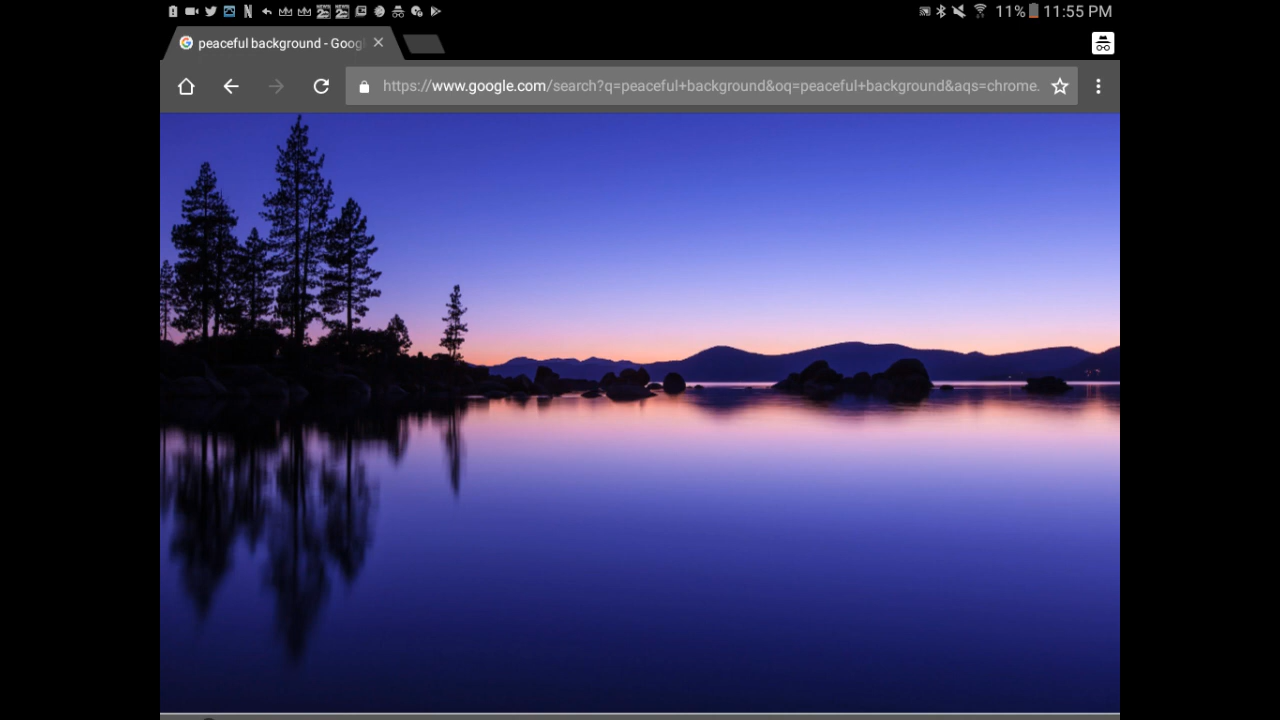 11% 11:55 PM
peaceful background - Goog
https://www.google.com/search?q=peaceful+background&oq=peaceful+background&aqs=chrome.